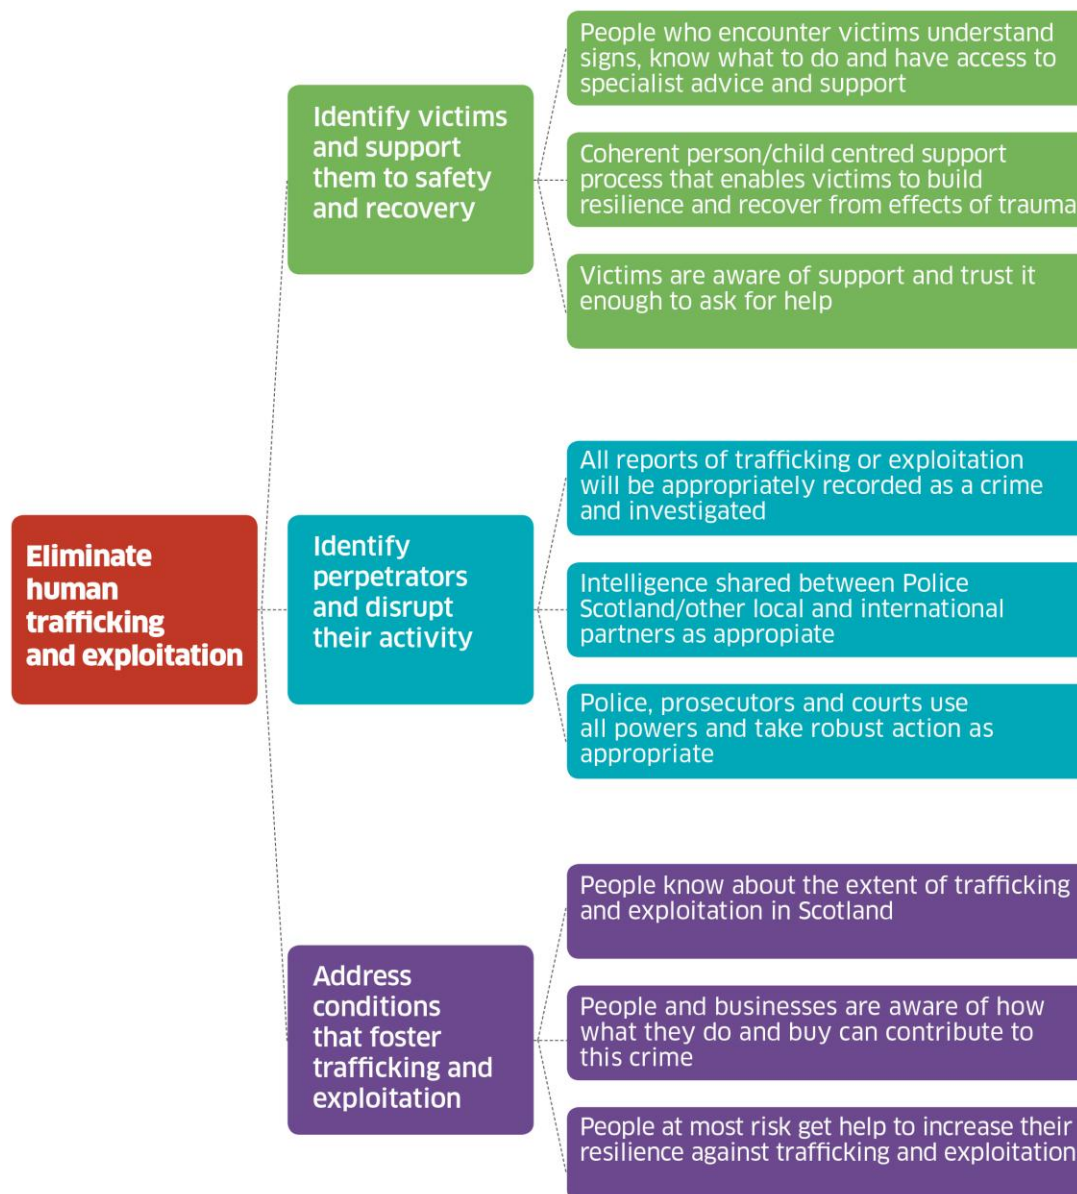 Eliminate
human
trafficking
and exploitation
Identify victims
and support
them to safety
and recovery
People who encounter victims understand
signs, know what to do and have access to
specialist advice and support
Coherent person/child centred support
process that enables victims to build
resilience and recover from effects of trauma
Victims are aware of support and trust it
enough to ask for help
Identify
perpetrators
and disrupt
their activity
All reports of trafficking or exploitation
will be appropriately recorded as a crime
and investigated
Intelligence shared between Police
Scotland/other local and international
partners as appropiate
Police, prosecutors and courts use
all powers and take robust action as
appropriate
Address
conditions
that foster
trafficking and
exploitation
People know about the extent of trafficking
and exploitation in Scotland
People and businesses are aware of how
what they do and buy can contribute to
this crime
People at most risk get help to increase their
resilience against trafficking and exploitation